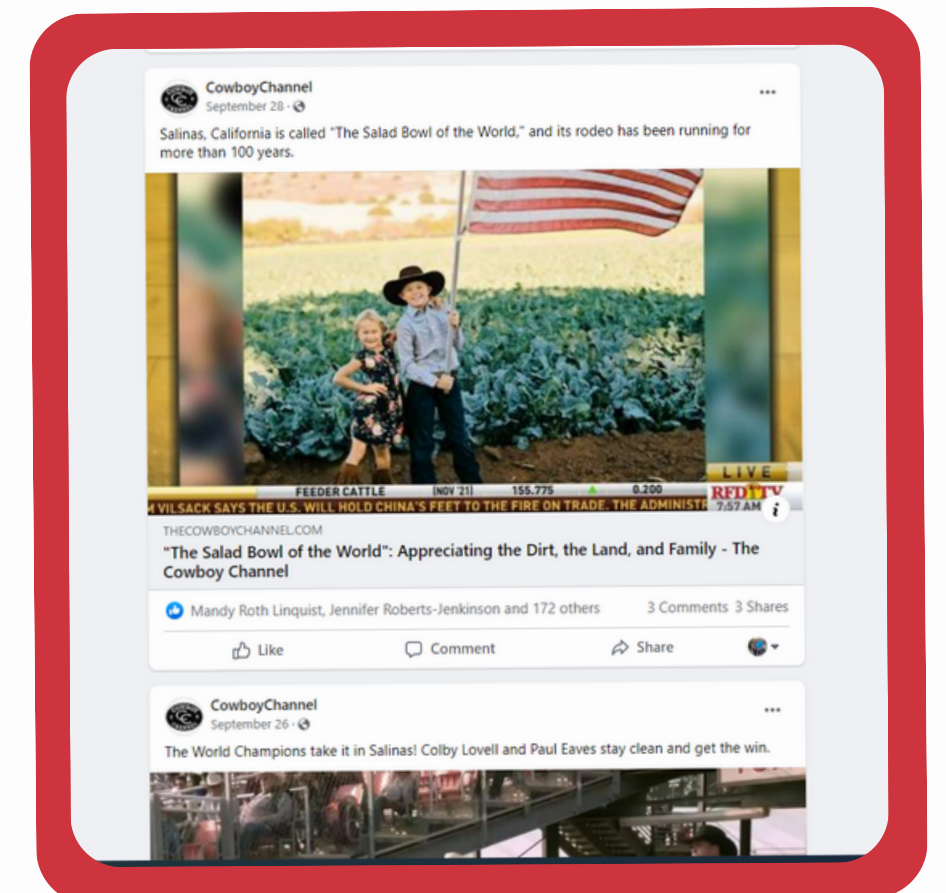 CowboyChannel
September 28 ·
Salinas, California is called "The Salad Bowl of the World," and its rodeo has been running for
more than 100 years.
LIVE
FEEDER CATTLE (NOV '21) 155.775 0.200
RFD TV
M VILSACK SAYS THE U.S. WILL HOLD CHINA'S FEET TO THE FIRE ON TRADE. THE ADMINISTR
7:57 AM
i
THECOWBOYCHANNEL.COM
"The Salad Bowl of the World": Appreciating the Dirt, the Land, and Family - The
Cowboy Channel
Mandy Roth Linquist, Jennifer Roberts-Jenkinson and 172 others 3 Comments 3 Shares
Like Comment Share
CowboyChannel
September 26 ·
The World Champions take it in Salinas! Colby Lovell and Paul Eaves stay clean and get the win.